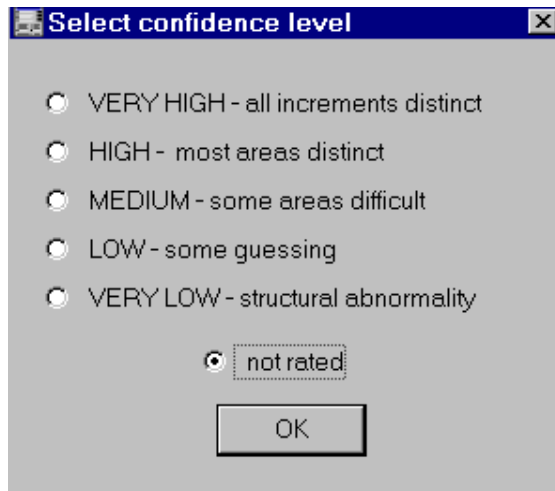 Select confidence level
VERY HIGH - all increments distinct
HIGH - most areas distinct
MEDIUM - some areas difficult
LOW - some guessing
VERY LOW - structural abnormality
not rated
OK